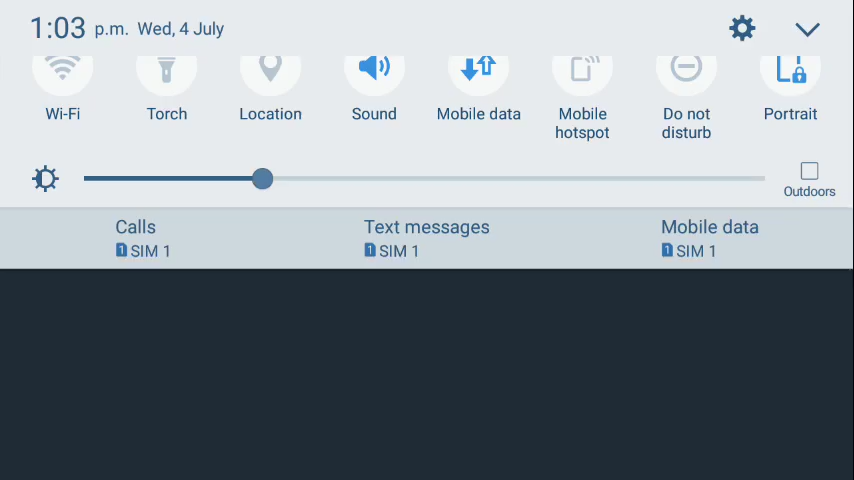 1:03 p.m. Wed, 4 July
Wi-Fi
Torch
Location
Sound
Mobile data
Mobile
hotspot
Do not
disturb
Portrait
Outdoors
Calls
1 SIM 1
Text messages
1 SIM 1
Mobile data
1 SIM 1